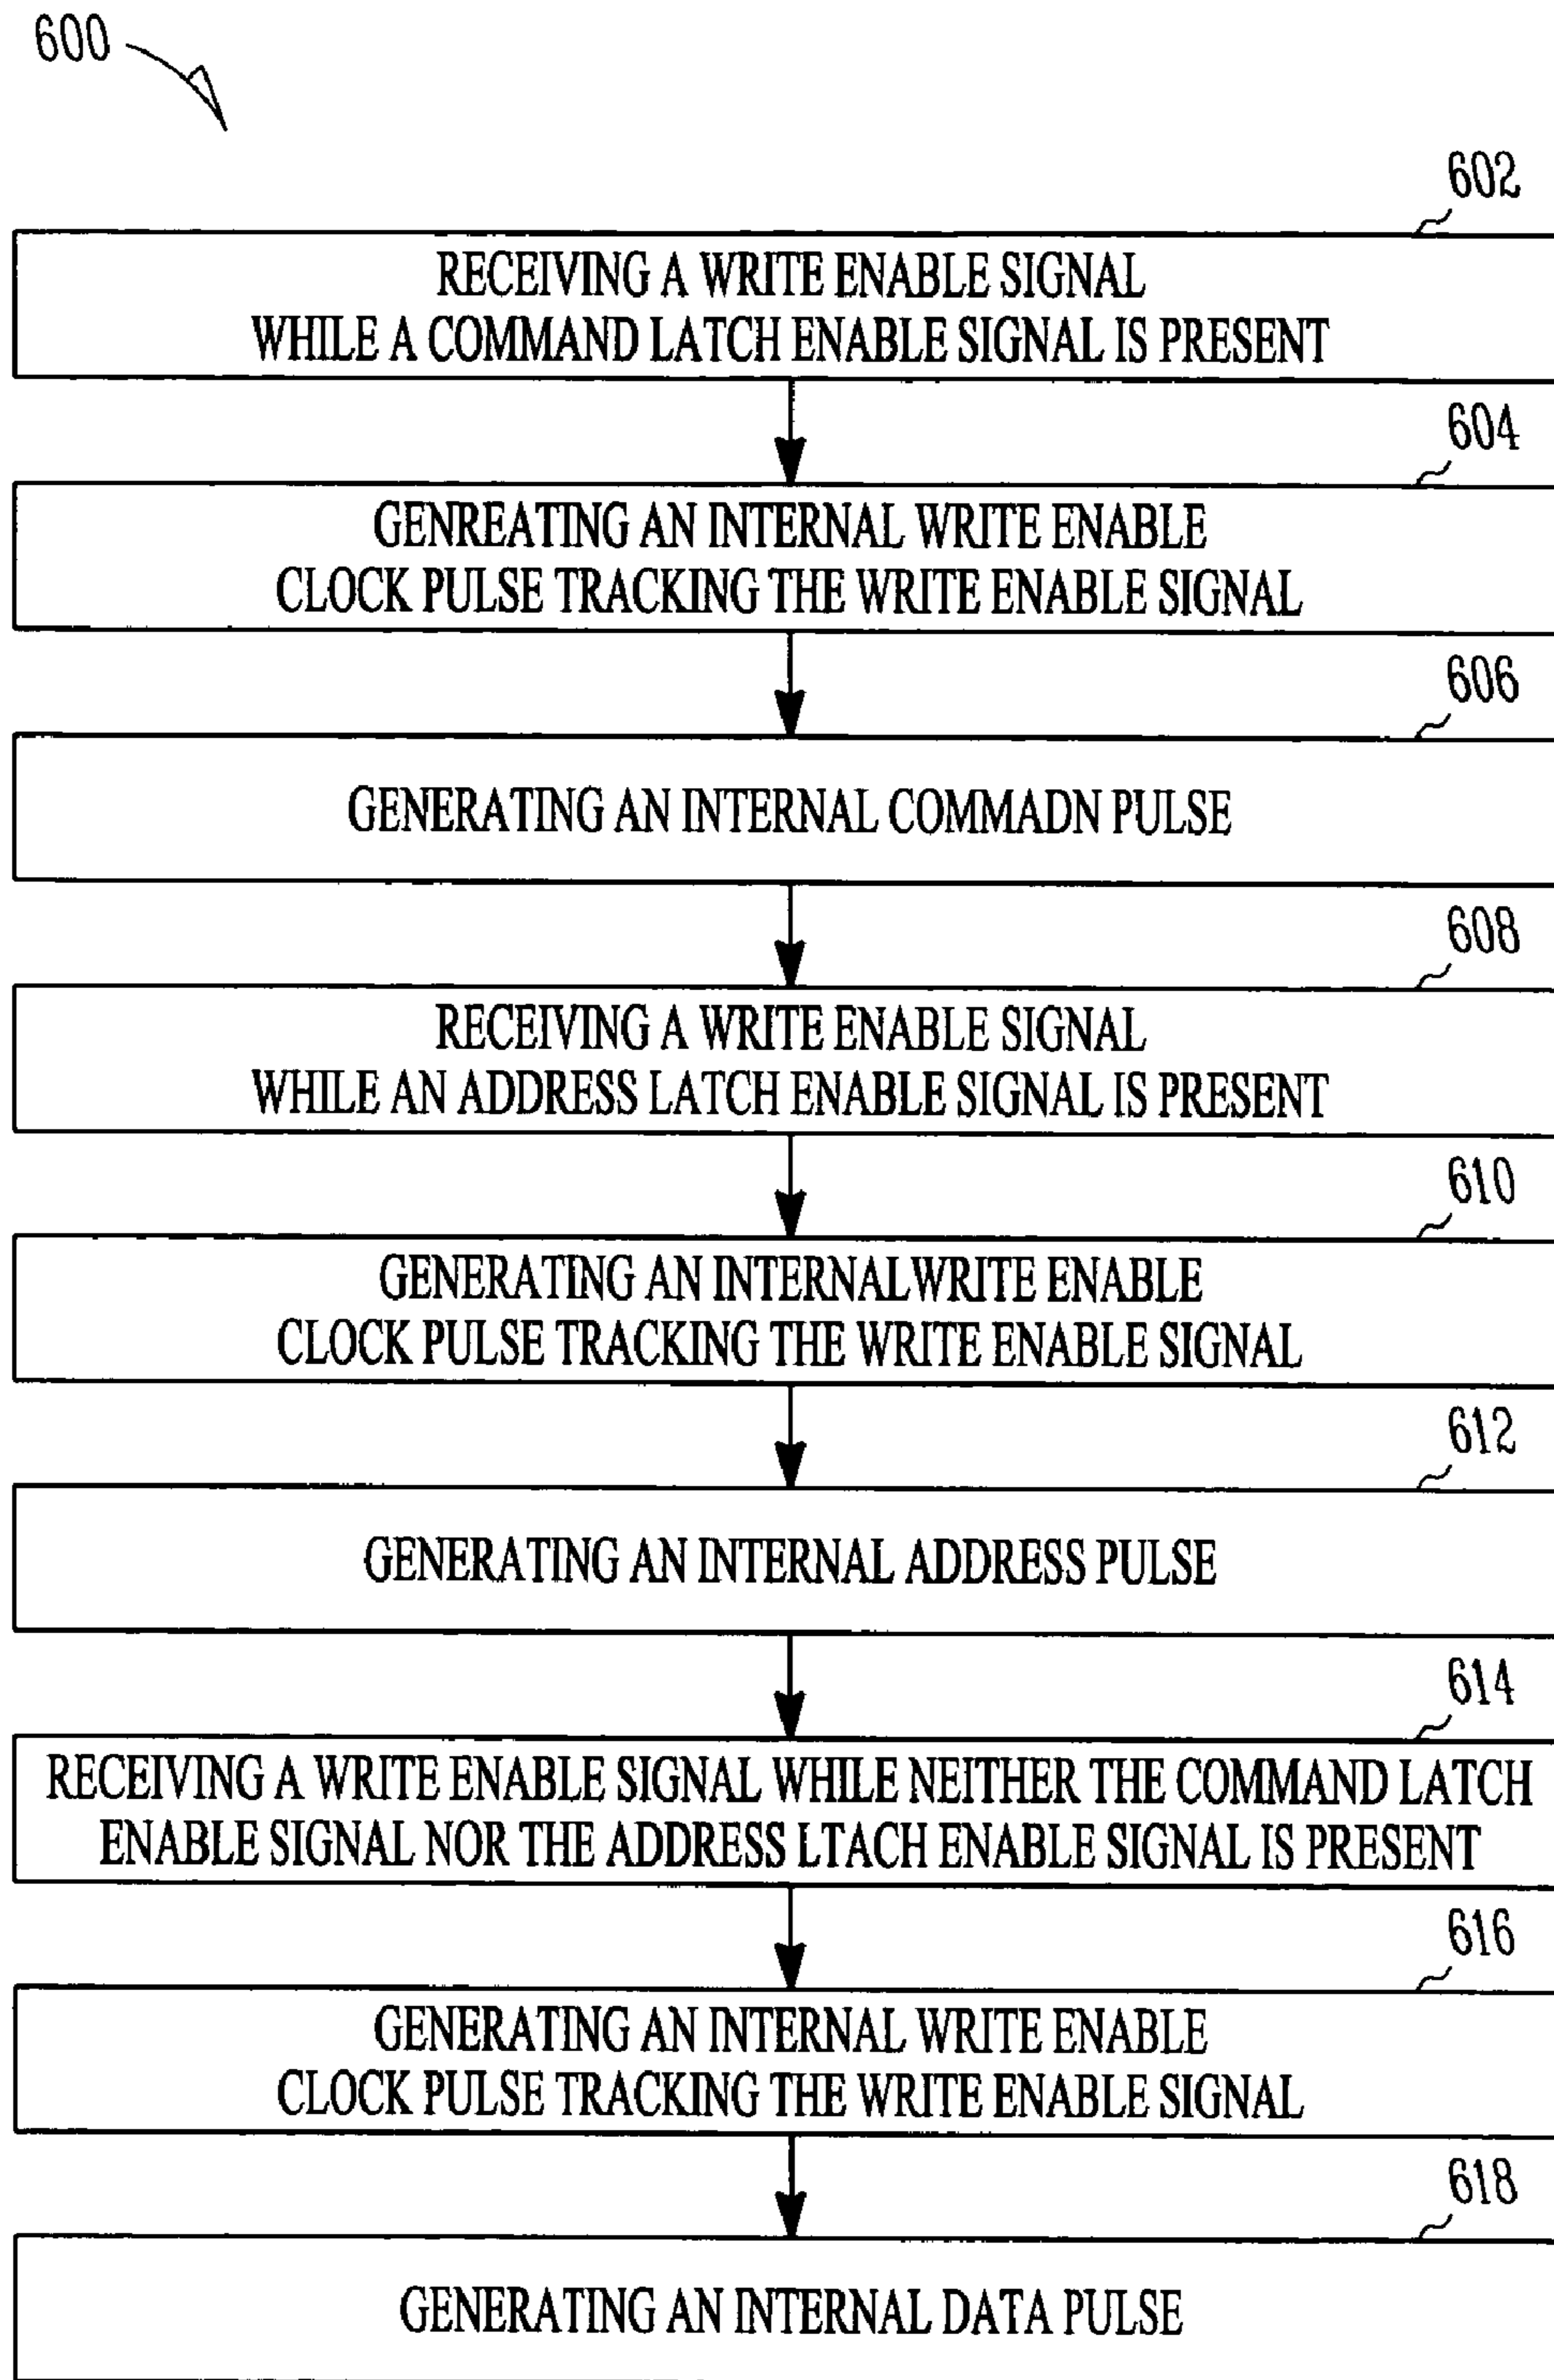 600
602
RECEIVING A WRITE ENABLE SIGNAL
WHILE A COMMAND LATCH ENABLE SIGNAL IS PRESENT
604
GENREATING AN INTERNAL WRITE ENABLE
CLOCK PULSE TRACKING THE WRITE ENABLE SIGNAL
606
GENERATING AN INTERNAL COMMADN PULSE
608
RECEIVING A WRITE ENABLE SIGNAL
WHILE AN ADDRESS LATCH ENABLE SIGNAL IS PRESENT
610
GENERATING AN INTERNALWRITE ENABLE
CLOCK PULSE TRACKING THE WRITE ENABLE SIGNAL
612
GENERATING AN INTERNAL ADDRESS PULSE
614
RECEIVING A WRITE ENABLE SIGNAL WHILE NEITHER THE COMMAND LATCH
ENABLE SIGNAL NOR THE ADDRESS LTACH ENABLE SIGNAL IS PRESENT
616
GENERATING AN INTERNAL WRITE ENABLE
CLOCK PULSE TRACKING THE WRITE ENABLE SIGNAL
618
GENERATING AN INTERNAL DATA PULSE